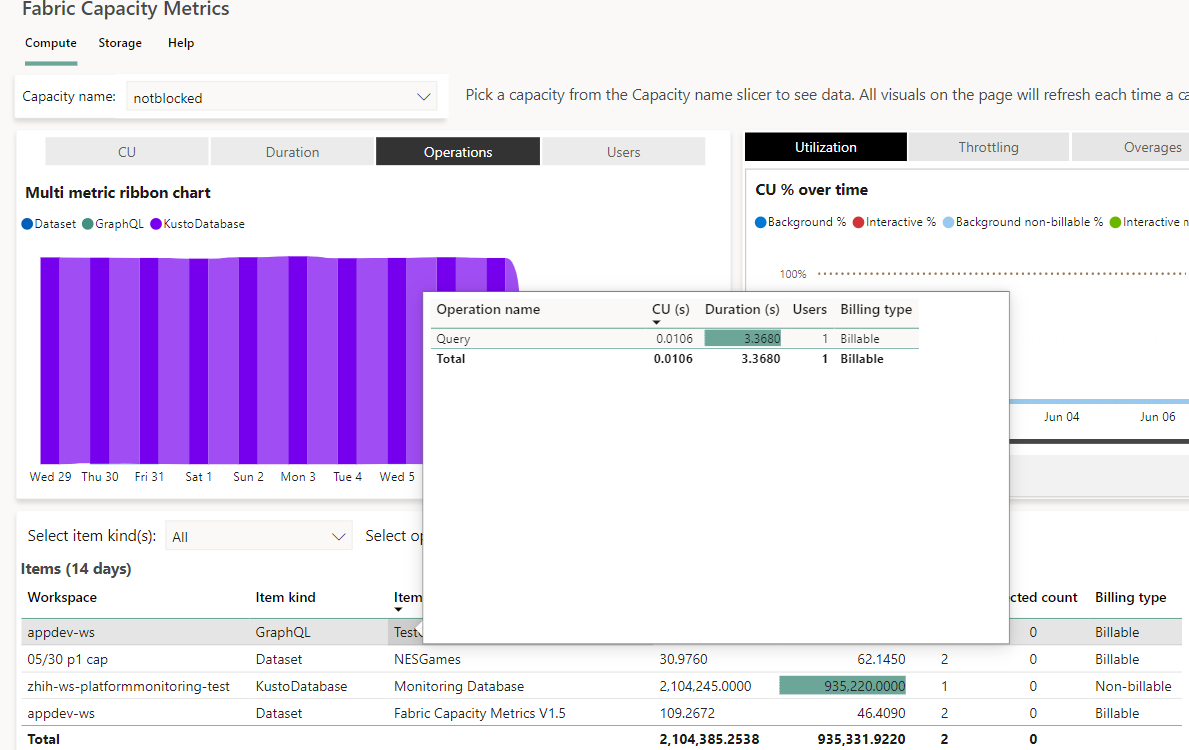 Fabric Capacity Metrics
Compute Storage Help
Capacity name: notblocked
Pick a capacity from the Capacity name slicer to see data. All visuals on the page will refresh each time a ca
CU Duration Operations Users
Utilization Throttling Overages
Multi metric ribbon chart
Dataset GraphQL KustoDatabase
CU % over time
Background % Interactive % Background non-billable % Interactive n
100%
Operation name CU (s) Duration (s) Users Billing type
Query 0.0106 3.3680 1 Billable
Total 0.0106 3.3680 1 Billable
Jun 04 Jun 06
Wed 29 Thu 30 Fri 31 Sat 1 Sun 2 Mon 3 Tue 4 Wed 5
Select item kind(s): All Select op
Items (14 days)
Workspace Item kind Item cted count Billing type
appdev-ws GraphQL Test 0 Billable
05/30 p1 cap Dataset NESGames 30.9760 62.1450 2 0 Billable
zhih-ws-platformmonitoring-test KustoDatabase Monitoring Database 2,104,245.0000 935,220.0000 1 0 Non-billable
appdev-ws Dataset Fabric Capacity Metrics V1.5 109.2672 46.4090 2 0 Billable
Total 2,104,385.2538 935,331.9220 2 0